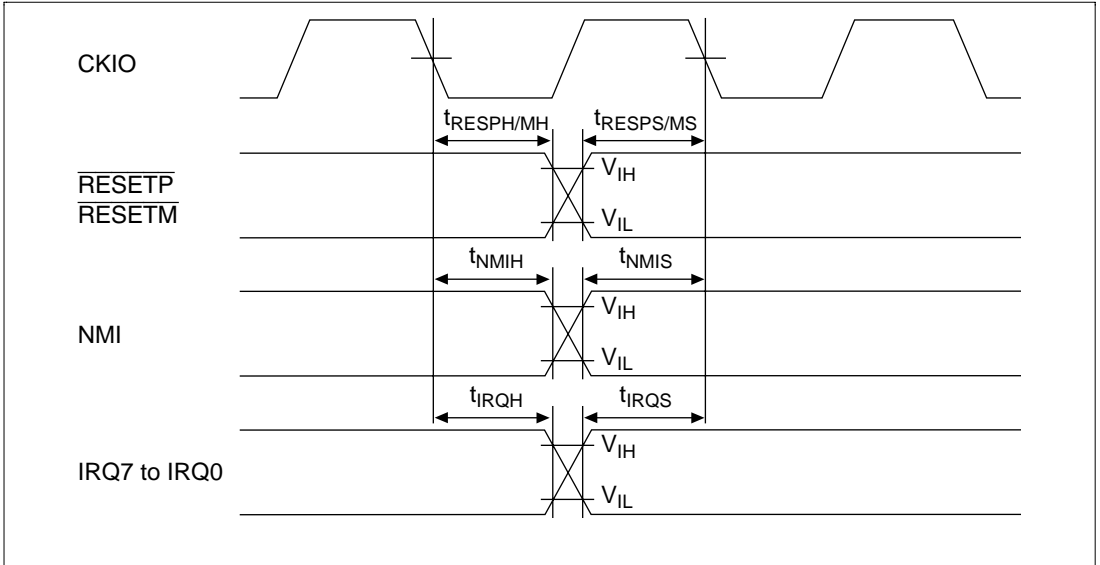 CKIO
tRESPH/MH tRESPS/MS
RESETP
RESETM
VIH
VIL
tNMIH tNMIS
NMI
VIH
VIL
tIRQH tIRQS
IRQ7 to IRQ0
VIH
VIL